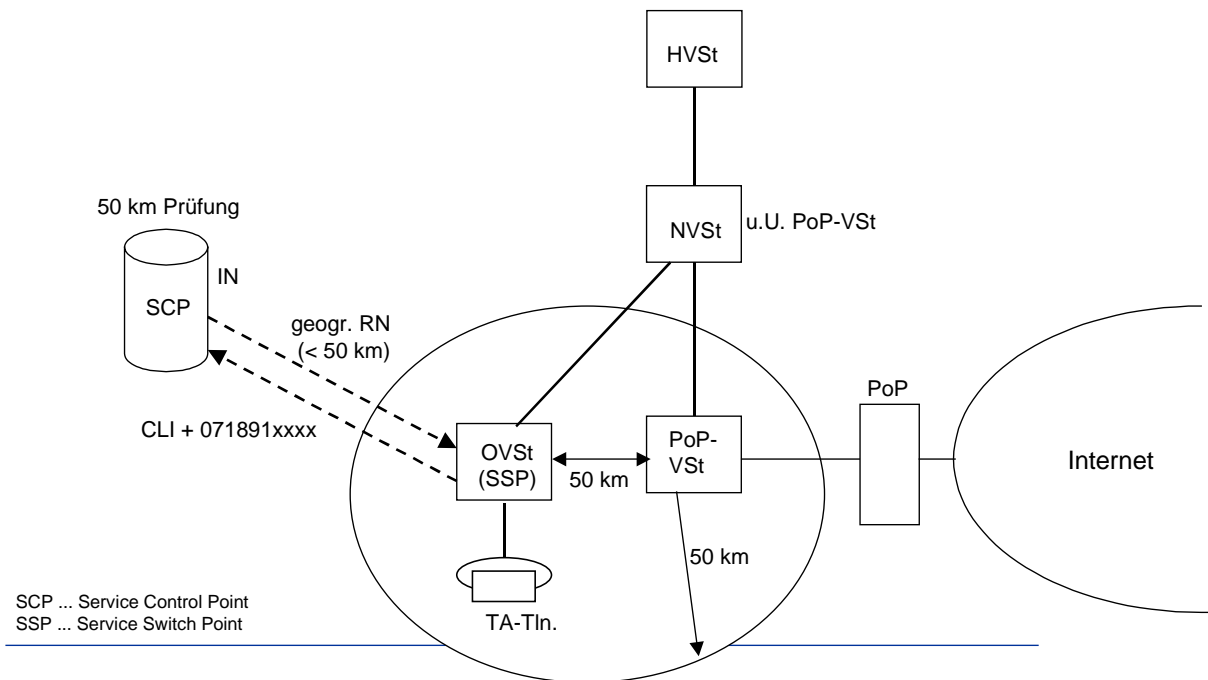 HVSt
50 km Prüfung
NVSt
u.U. PoP-VSt
IN
SCP
geogr. RN
(< 50 km)
CLI + 071891xxxx
OVSt
(SSP)
50 km
PoP-
VSt
PoP
Internet
50 km
TA-Tln.
SCP ... Service Control Point
SSP ... Service Switch Point